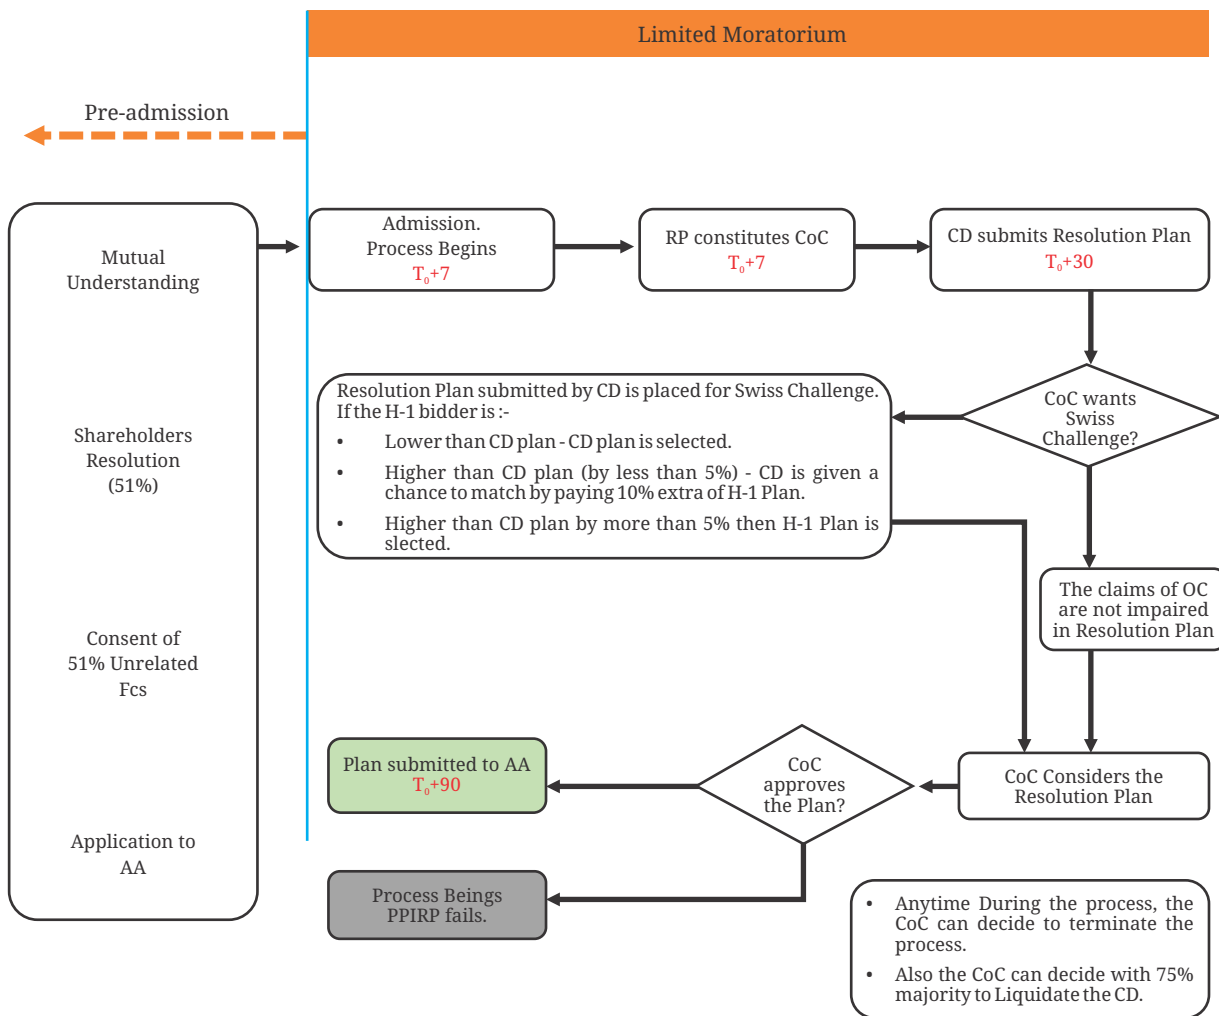 Limited Moratorium
Pre-admission
Mutual
Understanding
Shareholders
Resolution
(51%)
Consent of
51% Unrelated
Fcs
Application to
AA
Admission.
Process Begins
T₀+7
RP constitutes CoC
T₀+7
CD submits Resolution Plan
T₀+30
CoC wants
Swiss
Challenge?
Resolution Plan submitted by CD is placed for Swiss Challenge.
If the H-1 bidder is :-
• Lower than CD plan - CD plan is selected.
• Higher than CD plan (by less than 5%) - CD is given a
chance to match by paying 10% extra of H-1 Plan.
• Higher than CD plan by more than 5% then H-1 Plan is
slected.
The claims of OC
are not impaired
in Resolution Plan
CoC Considers the
Resolution Plan
CoC
approves
the Plan?
Plan submitted to AA
T₀+90
Process Beings
PPIRP fails.
• Anytime During the process, the
CoC can decide to terminate the
process.
• Also the CoC can decide with 75%
majority to Liquidate the CD.